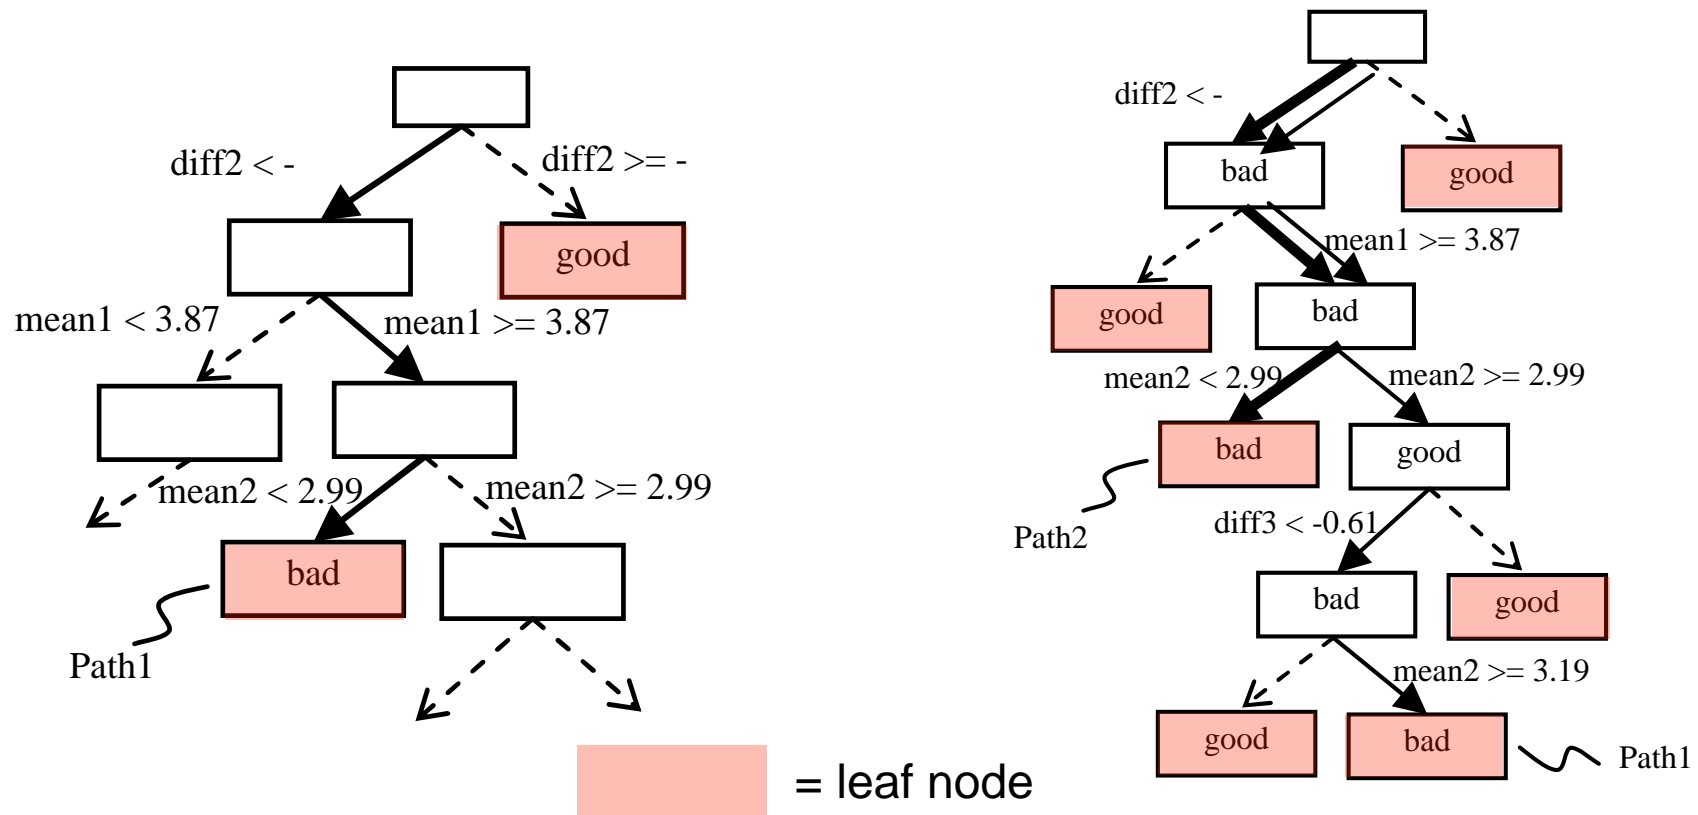 diff2 < -
diff2 >= -
good
mean1 < 3.87
mean1 >= 3.87
mean2 < 2.99
mean2 >= 2.99
bad
Path1
= leaf node
diff2 < -
bad
good
mean1 >= 3.87
good
bad
mean2 < 2.99
mean2 >= 2.99
bad
good
Path2
diff3 < -0.61
bad
good
mean2 >= 3.19
good
bad
Path1